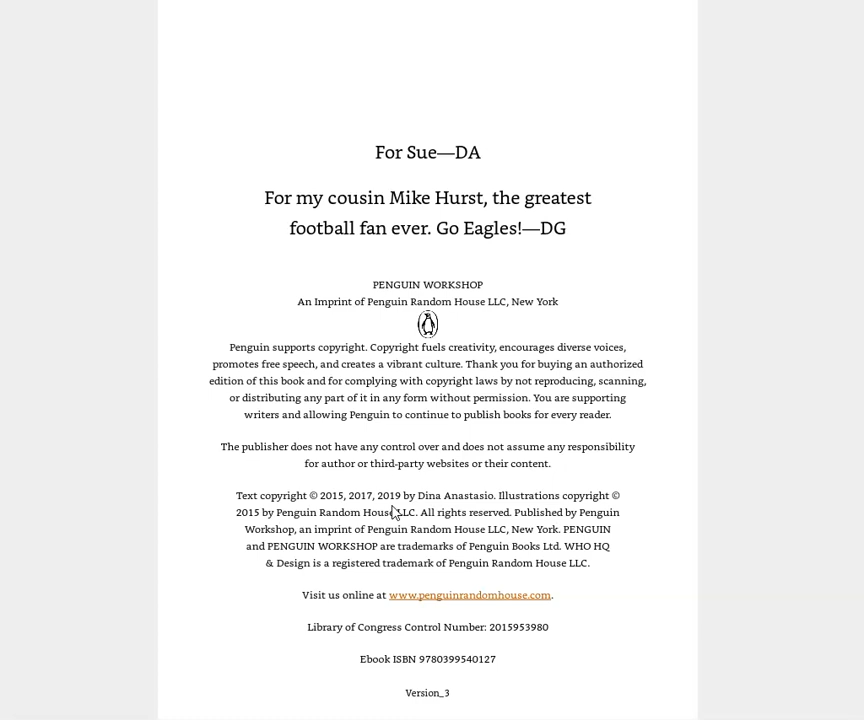 For Sue—DA
For my cousin Mike Hurst, the greatest
football fan ever. Go Eagles!—DG
PENGUIN WORKSHOP
An Imprint of Penguin Random House LLC, New York
Penguin supports copyright. Copyright fuels creativity, encourages diverse voices,
promotes free speech, and creates a vibrant culture. Thank you for buying an authorized
edition of this book and for complying with copyright laws by not reproducing, scanning,
or distributing any part of it in any form without permission. You are supporting
writers and allowing Penguin to continue to publish books for every reader.
The publisher does not have any control over and does not assume any responsibility
for author or third-party websites or their content.
Text copyright © 2015, 2017, 2019 by Dina Anastasio. Illustrations copyright ©
2015 by Penguin Random House LLC. All rights reserved. Published by Penguin
Workshop, an imprint of Penguin Random House LLC, New York. PENGUIN
and PENGUIN WORKSHOP are trademarks of Penguin Books Ltd. WHO HQ
& Design is a registered trademark of Penguin Random House LLC.
Visit us online at www.penguinrandomhouse.com.
Library of Congress Control Number: 2015953980
Ebook ISBN 9780399540127
Version_3